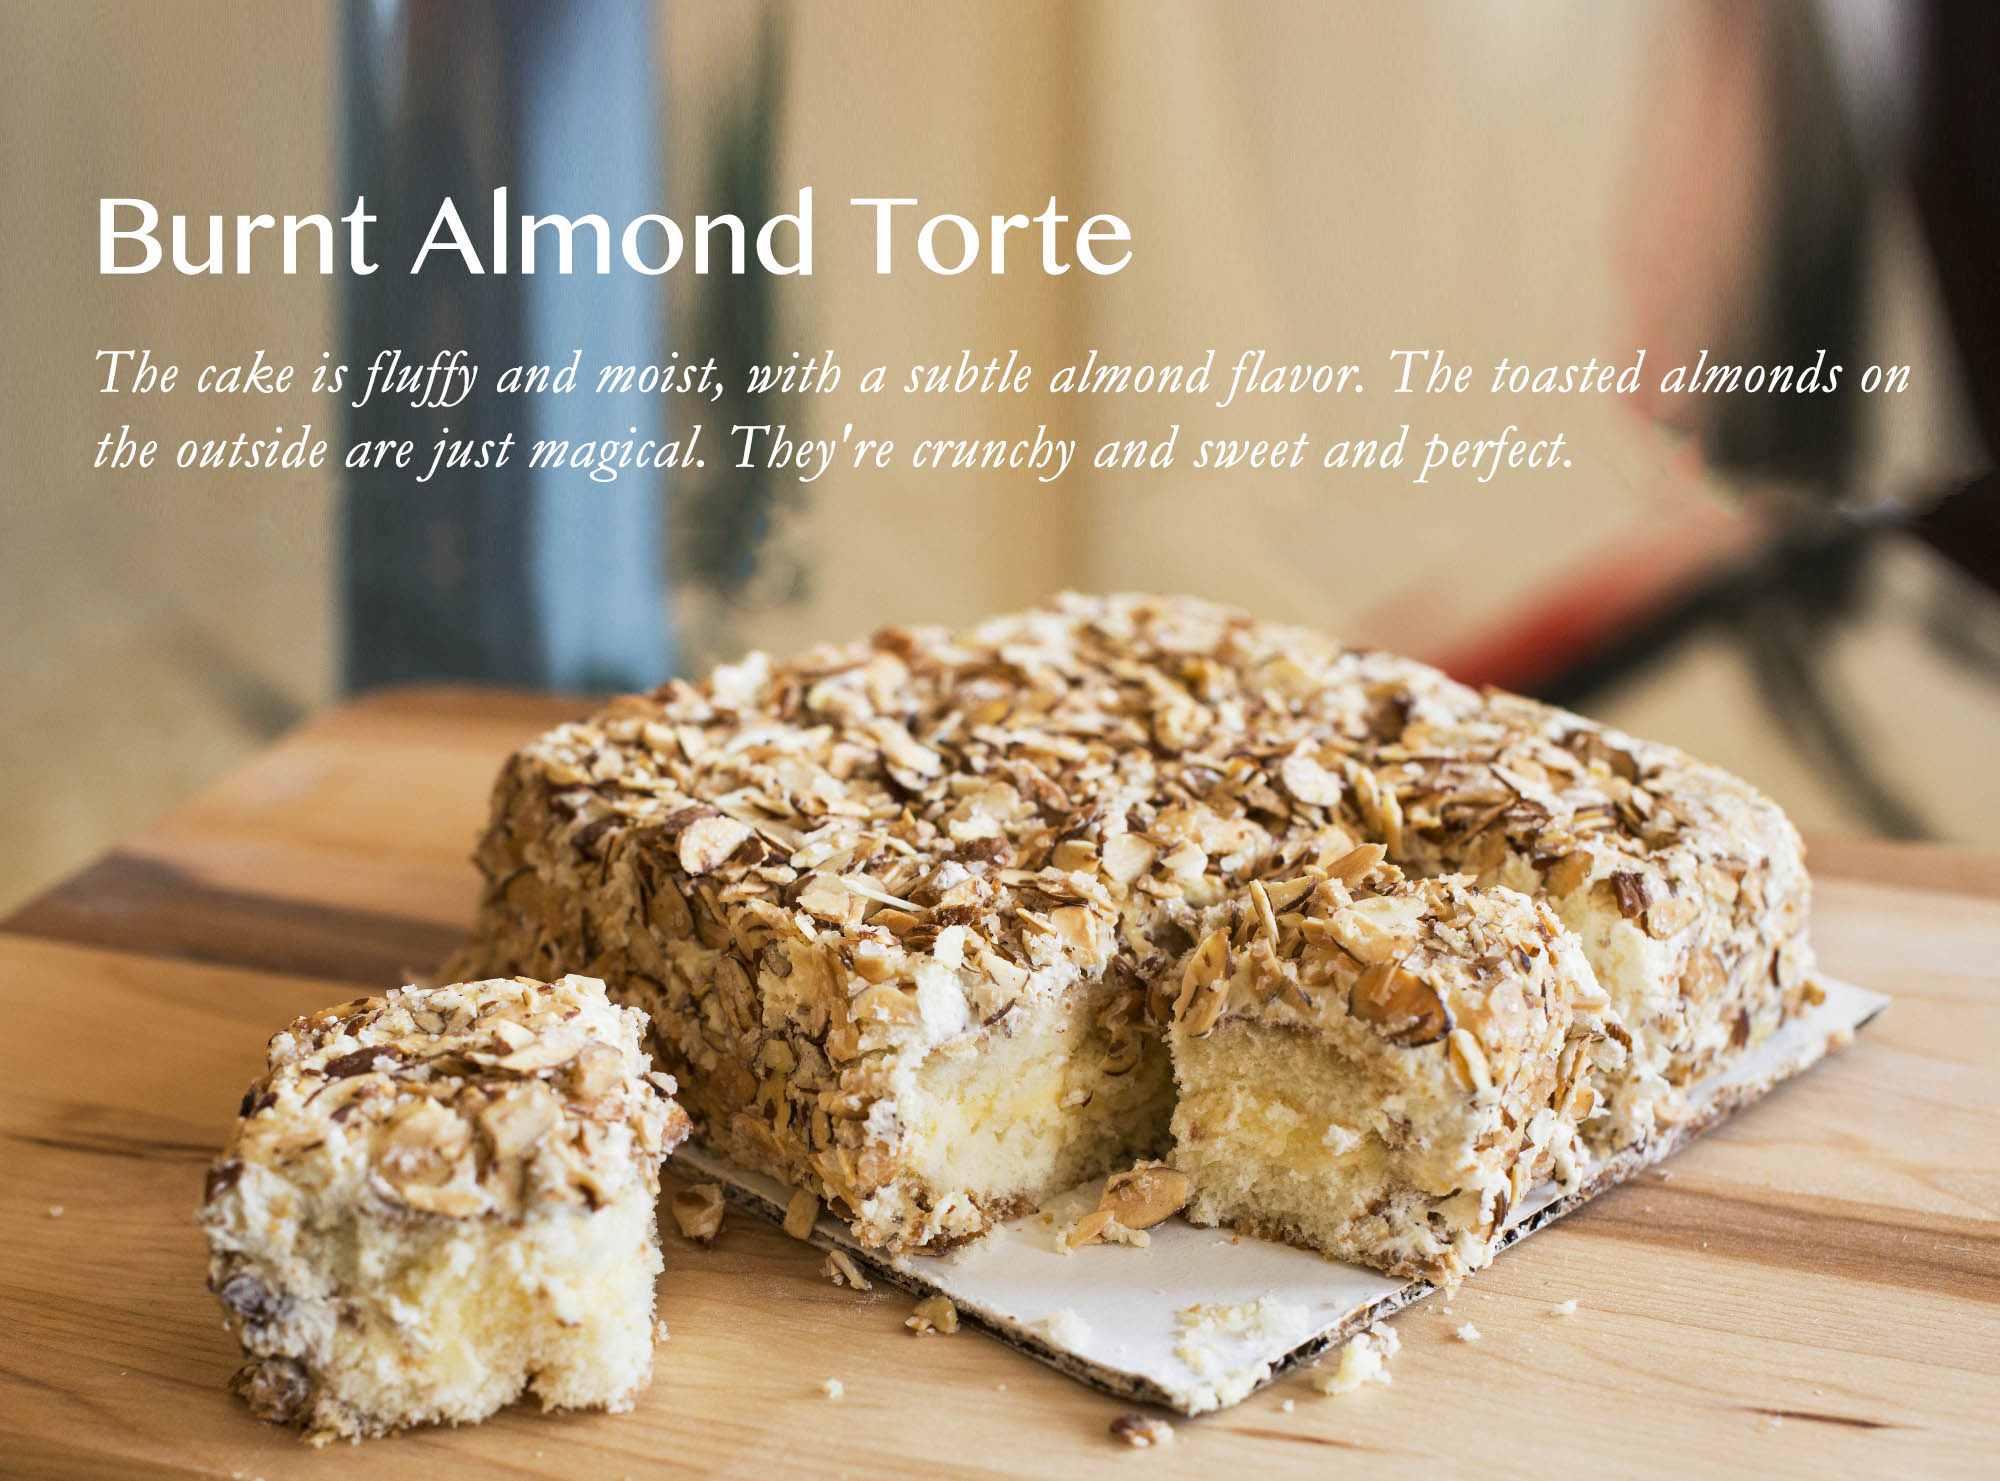 Burnt Almond Torte
The cake is fluffy and moist, with a subtle almond flavor. The toasted almonds on
the outside are just magical. They're crunchy and sweet and perfect.